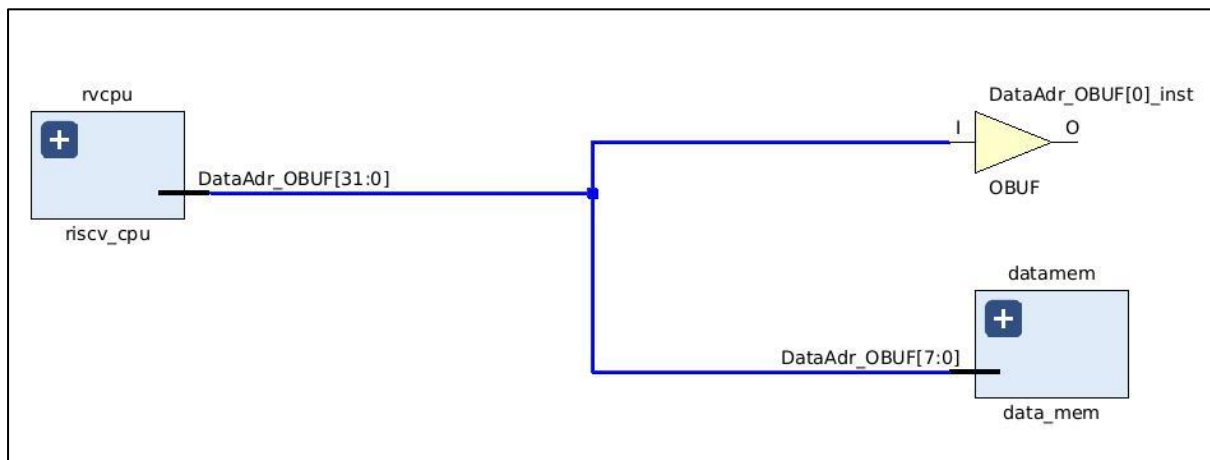 rvcpu
DataAdr_OBUF[31:0]
riscv_cpu
DataAdr_OBUF[0]_inst
I
O
OBUF
datamem
DataAdr_OBUF[7:0]
data_mem